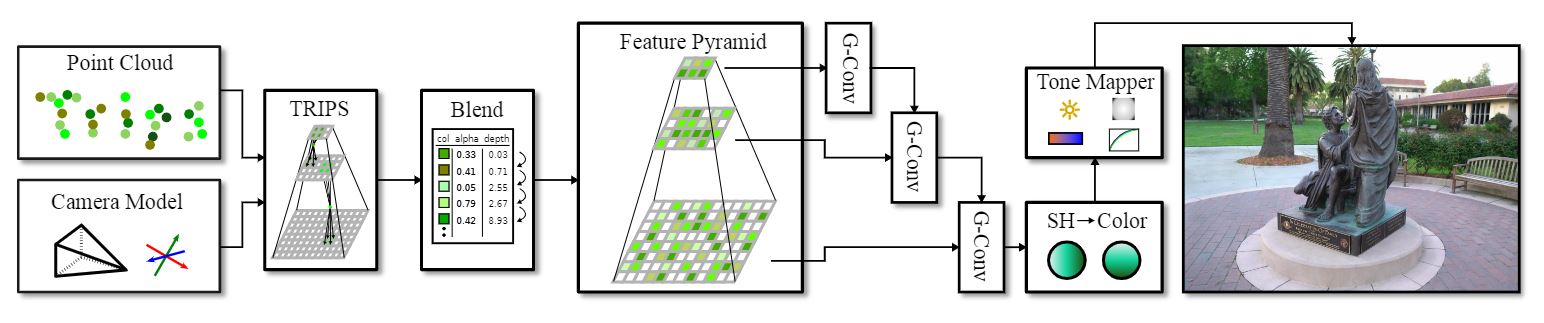 Point Cloud
Camera Model
TRIPS
Blend
col alpha depth
0.33 0.03
0.41 0.71
0.05 2.55
0.79 2.67
0.42 8.93
Feature Pyramid
G-Conv
G-Conv
G-Conv
SH→Color
Tone Mapper